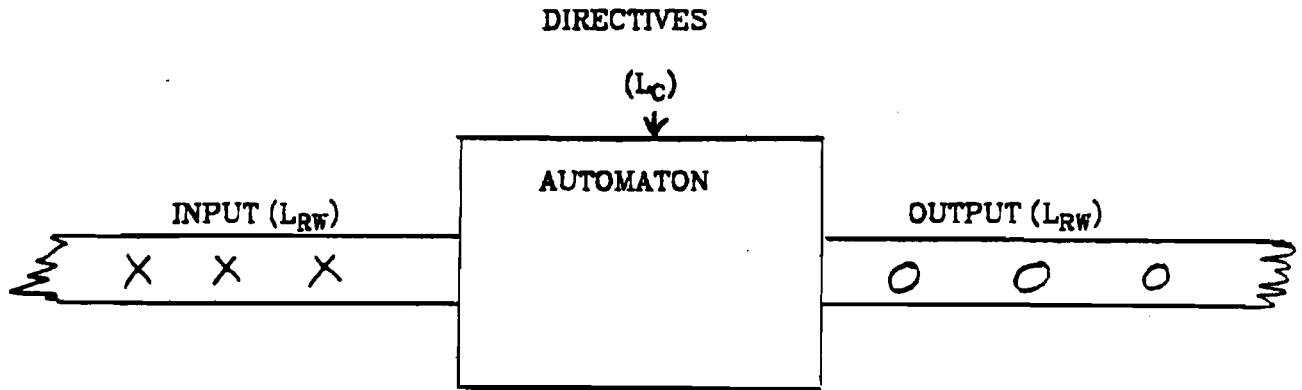 DIRECTIVES
(L_C)
AUTOMATON
INPUT (L_RW)
OUTPUT (L_RW)
X X X
O O O